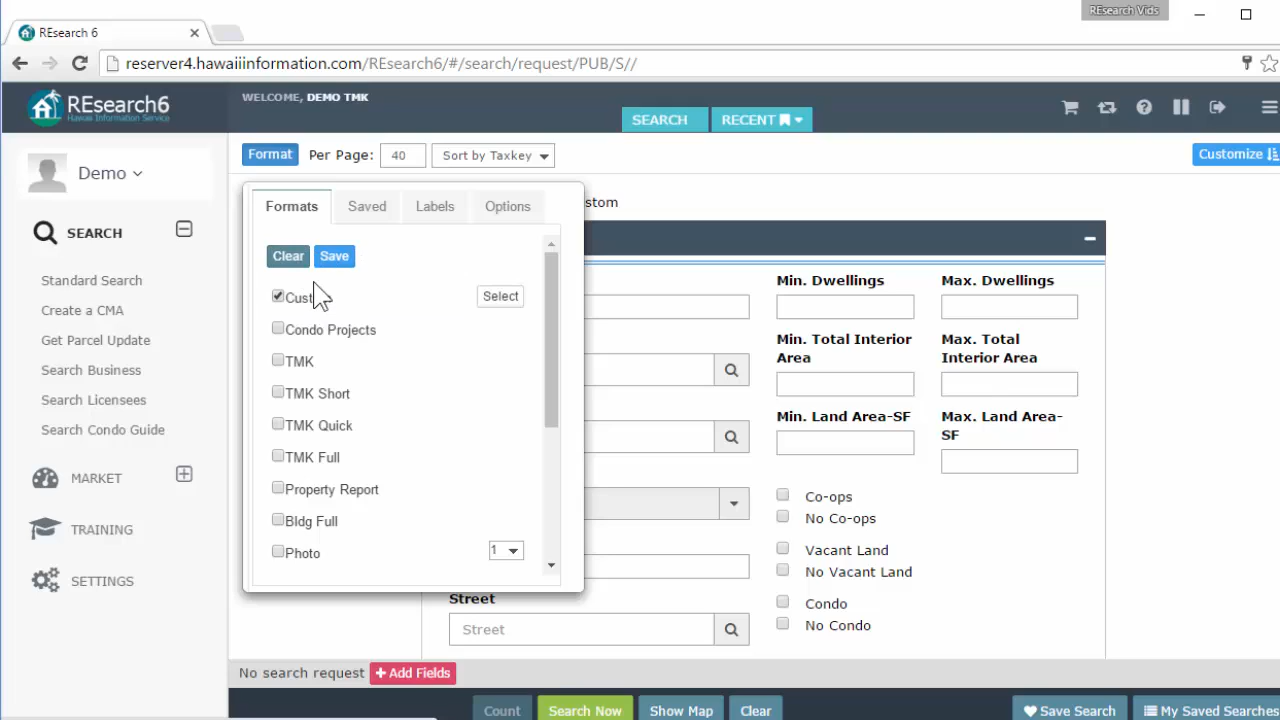 REsearch Vids
REsearch 6
reserver4.hawaiiinformation.com/REsearch6/#/search/request/PUB/S//
REsearch6
Hawaii Information Service
WELCOME, DEMO TMK
SEARCH
RECENT
Demo
Format
Per Page:
40
Sort by Taxkey
Customize
Formats
Saved
Labels
Options
stom
Clear
Save
Cust
Select
Condo Projects
TMK
TMK Short
TMK Quick
TMK Full
Property Report
Bldg Full
Photo
1
SEARCH
Standard Search
Create a CMA
Get Parcel Update
Search Business
Search Licensees
Search Condo Guide
MARKET
TRAINING
SETTINGS
Min. Dwellings
Max. Dwellings
Min. Total Interior
Area
Max. Total
Interior Area
Min. Land Area-SF
Max. Land Area-
SF
Co-ops
No Co-ops
Vacant Land
No Vacant Land
Condo
No Condo
Street
Street
No search request
+ Add Fields
Count
Search Now
Show Map
Clear
Save Search
My Saved Searches